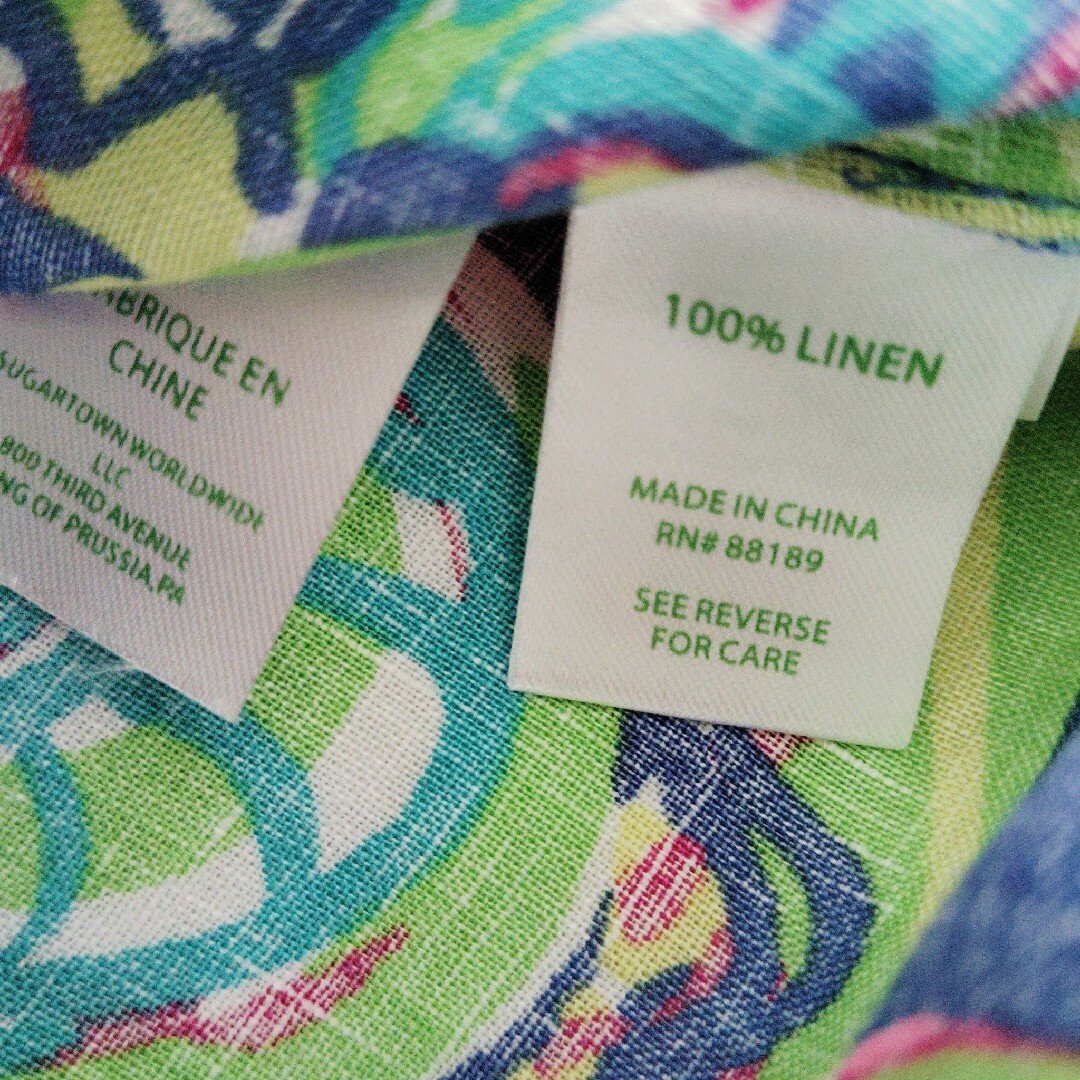 EN
CHINE
SUGARTOWN WORLDWIDE
LLC
THIRD AVENUE
OF PRUSSIA, PA
100% LINEN
MADE IN CHINA
RN# 88189
SEE REVERSE
FOR CARE